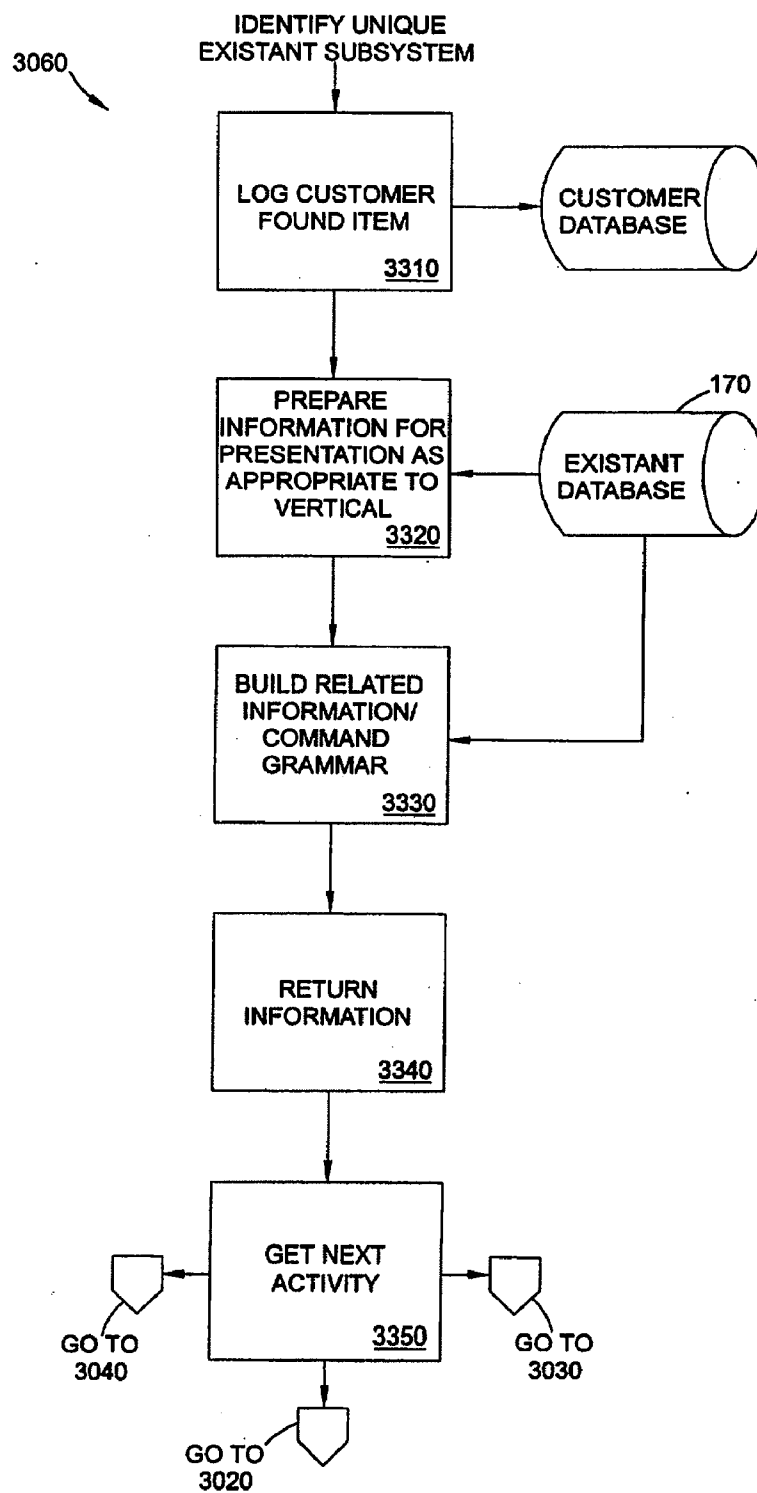 IDENTIFY UNIQUE
EXISTANT SUBSYSTEM
3060
LOG CUSTOMER
FOUND ITEM
3310
CUSTOMER
DATABASE
PREPARE
INFORMATION FOR
PRESENTATION AS
APPROPRIATE TO
VERTICAL
3320
170
EXISTANT
DATABASE
BUILD RELATED
INFORMATION/
COMMAND
GRAMMAR
3330
RETURN
INFORMATION
3340
GET NEXT
ACTIVITY
3350
GO TO
3040
GO TO
3030
GO TO
3020